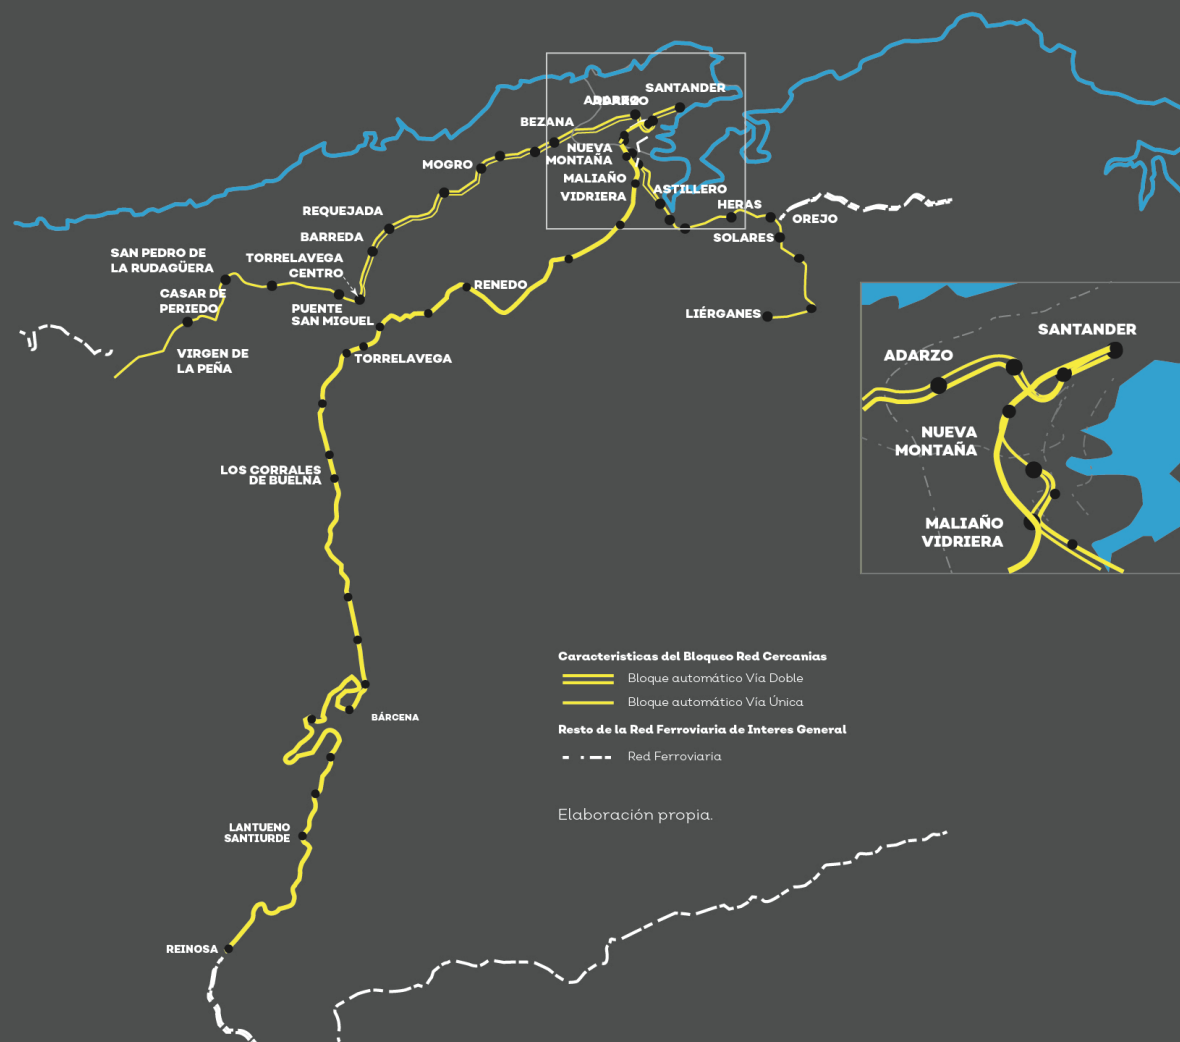 SANTANDER
ADARZO
BEZANA
NUEVA
MONTAÑA
MOGRO
MALIAÑO
VIDRIERA
ASTILLERO
HERAS
OREJO
SOLARES
REQUEJADA
BARREDA
SAN PEDRO DE
LA RUDAGÜERA
TORRELAVEGA
CENTRO
CASAR DE
PERIEDO
PUENTE
SAN MIGUEL
RENEDO
LIÉRGANES
VIRGEN DE
LA PEÑA
TORRELAVEGA
SANTANDER
ADARZO
NUEVA
MONTAÑA
MALIAÑO
VIDRIERA
LOS CORRALES
DE BUELNA
Caracteristicas del Bloqueo Red Cercanias
Bloque automático Vía Doble
Bloque automático Vía Única
Resto de la Red Ferroviaria de Interes General
Red Ferroviaria
Elaboración propia.
BÁRCENA
LANTUENO
SANTIURDE
REINOSA